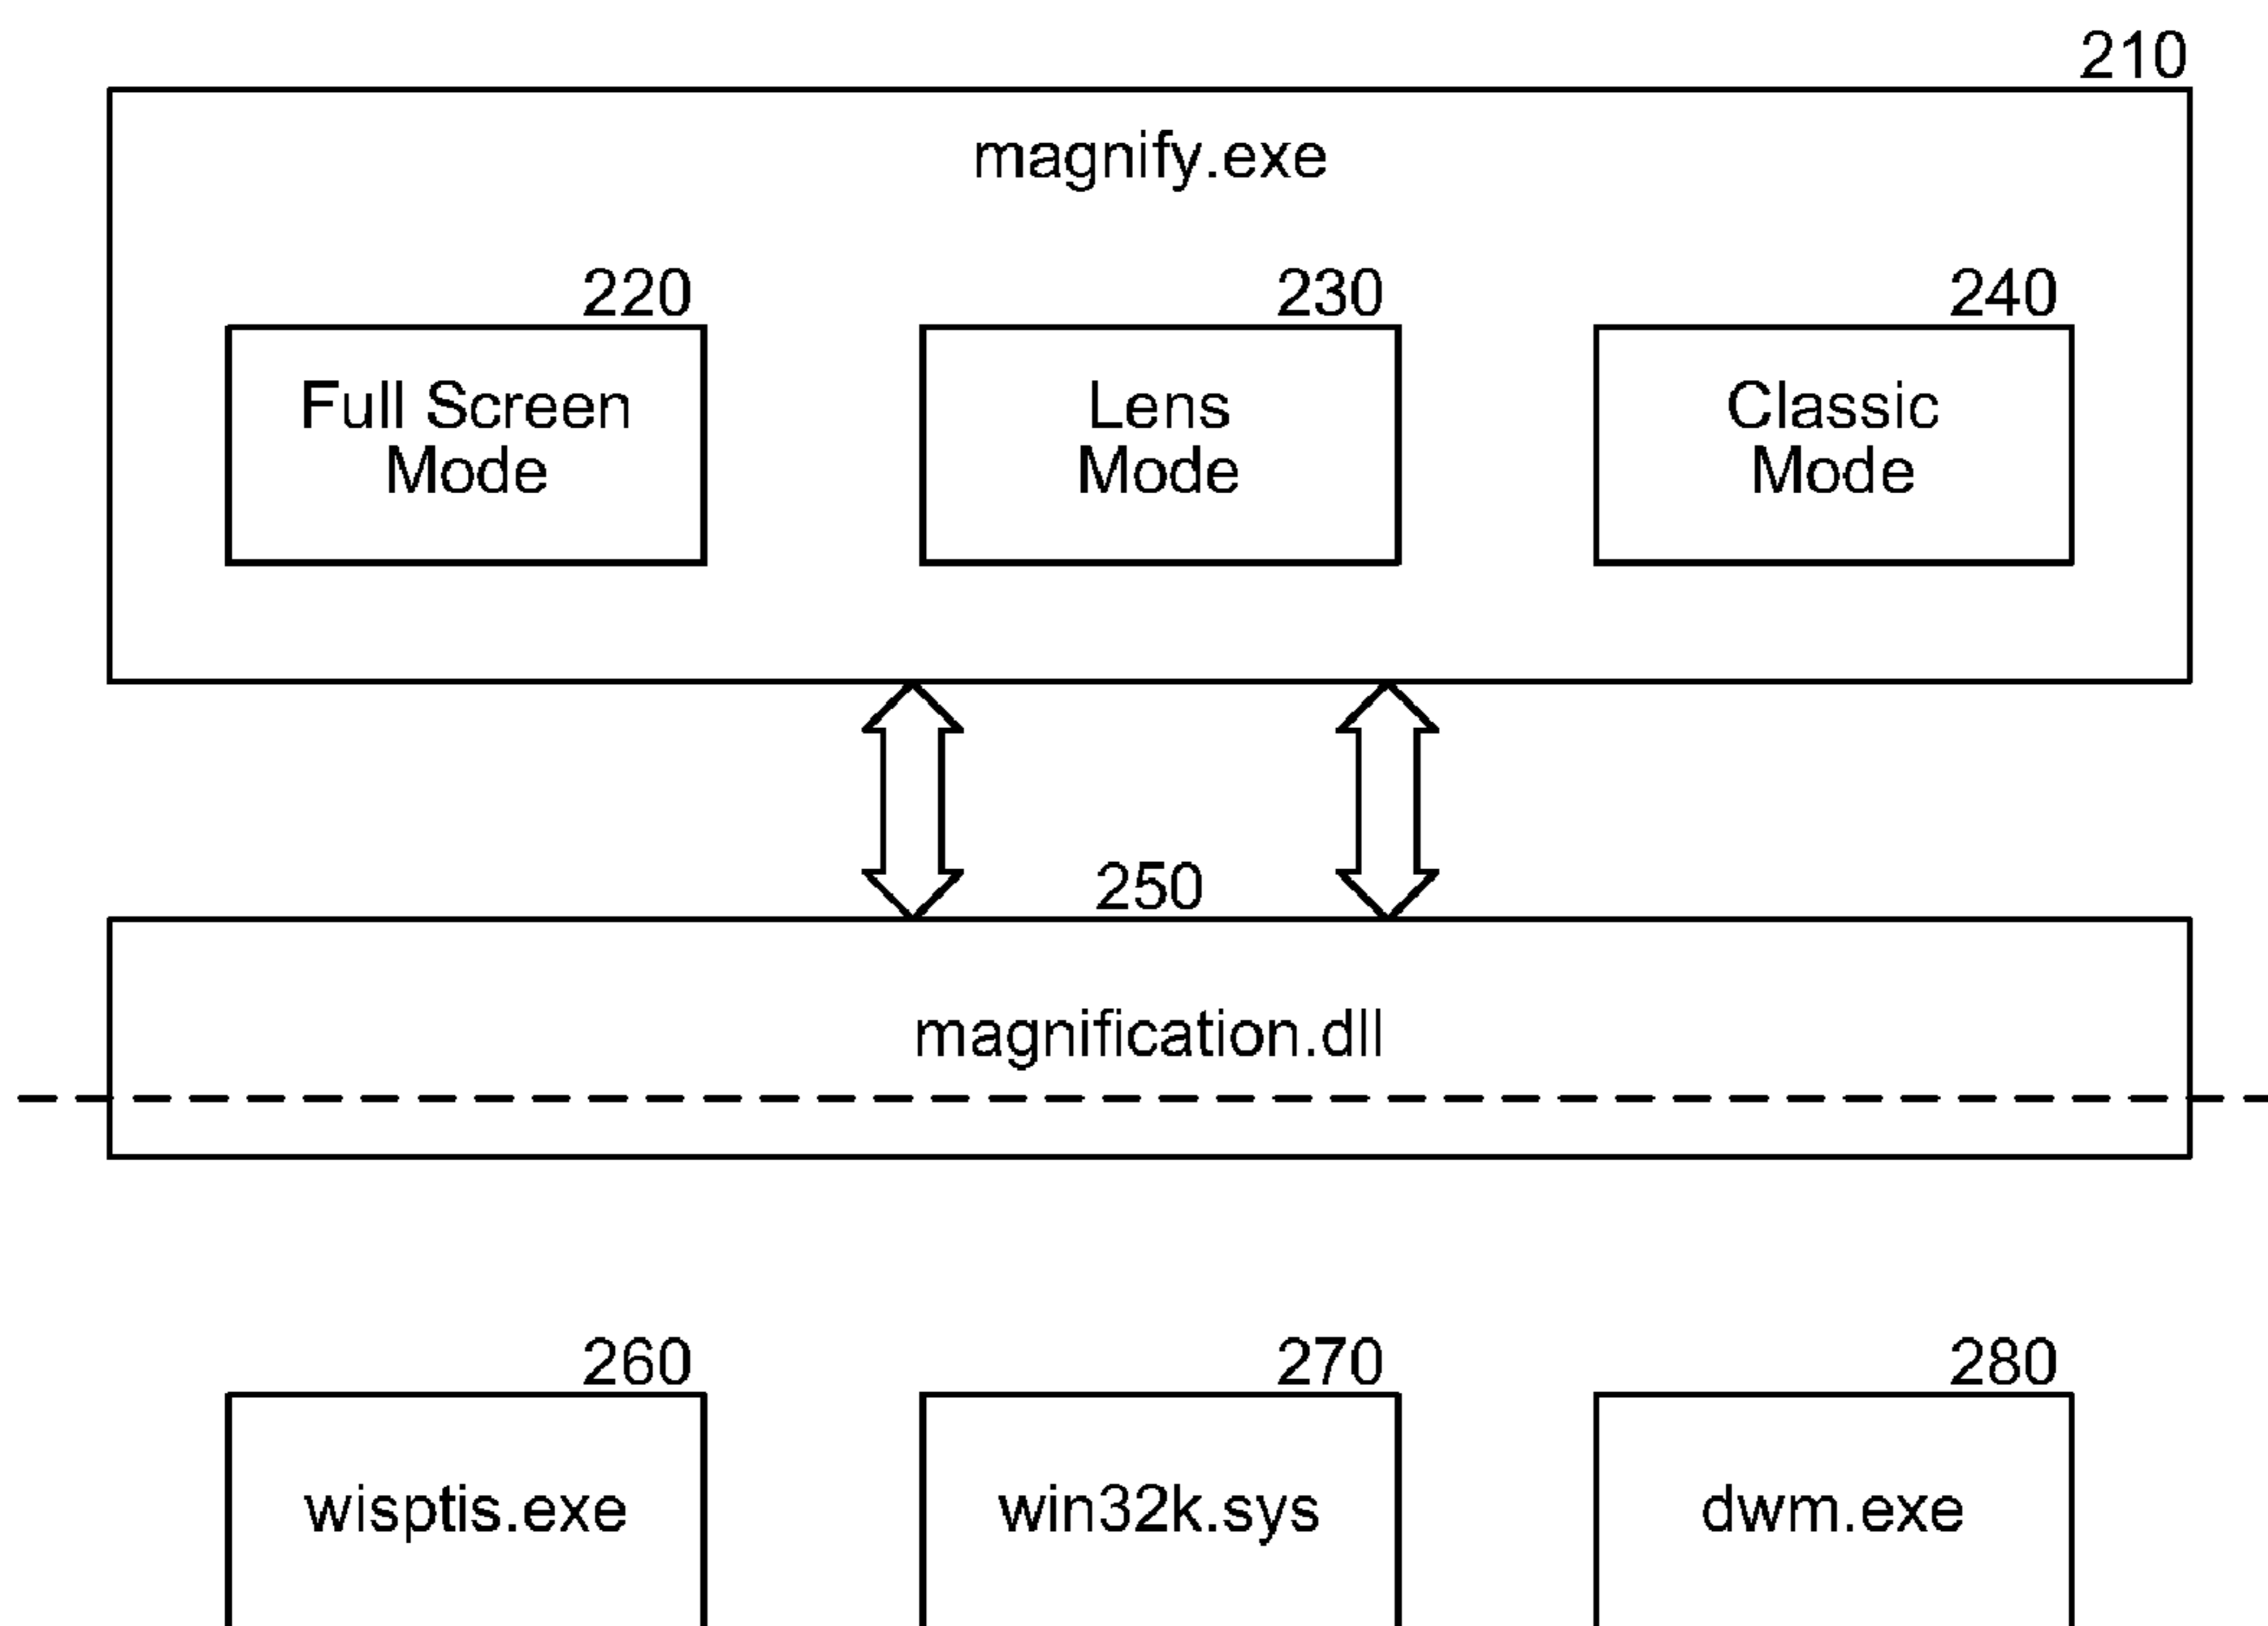 210
magnify.exe
220
230
240
Full Screen
Mode
Lens
Mode
Classic
Mode
250
magnification.dll
260
270
280
wisptis.exe
win32k.sys
dwm.exe